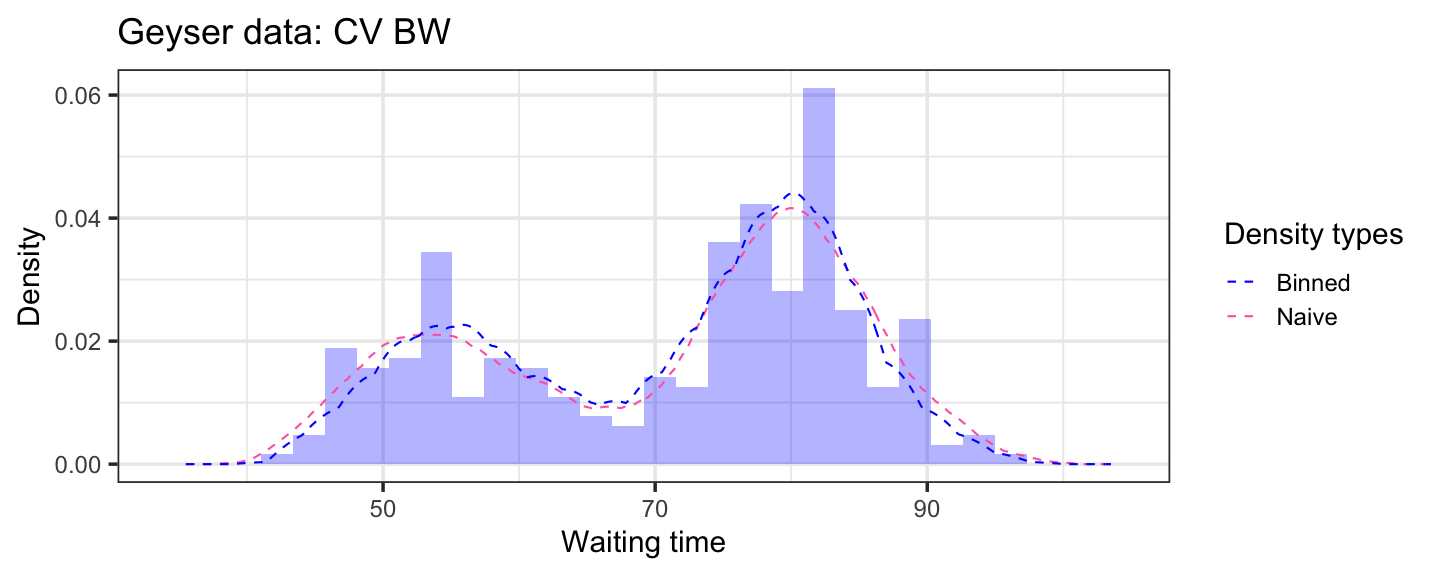 Geyser data: CV BW
0.06
0.04
0.02
0.00
Density
50
70
90
Waiting time
Density types
Binned
Naive